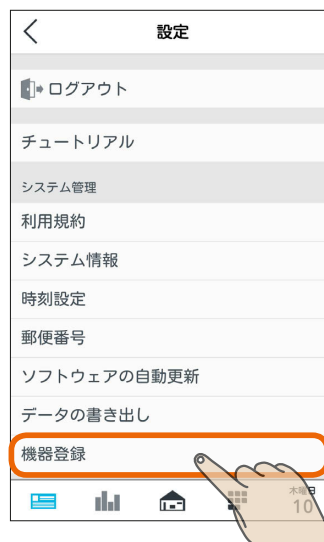 設定
ログアウト
チュートリアル
システム管理
利用規約
システム情報
時刻設定
郵便番号
ソフトウェアの自動更新
データの書き出し
機器登録
木曜日
10